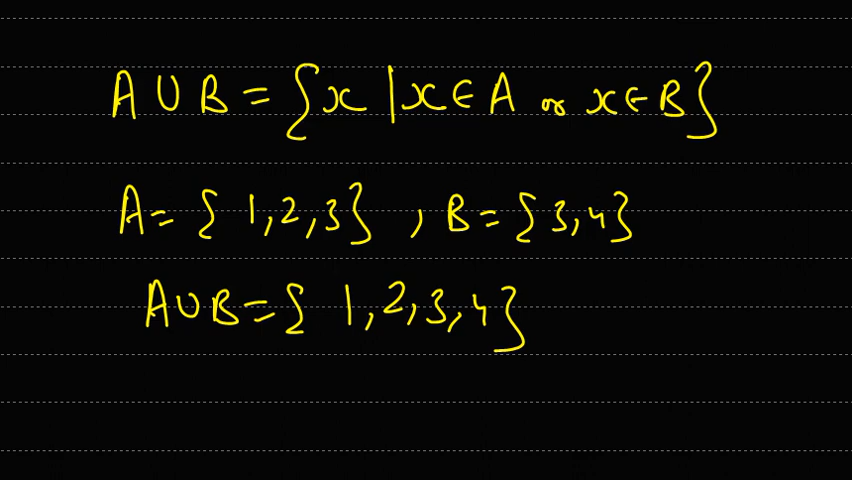 A ∪ B = {x | x ∈ A or x ∈ B}
A = { 1, 2, 3} , B = {3, 4}
A ∪ B = { 1, 2, 3, 4}